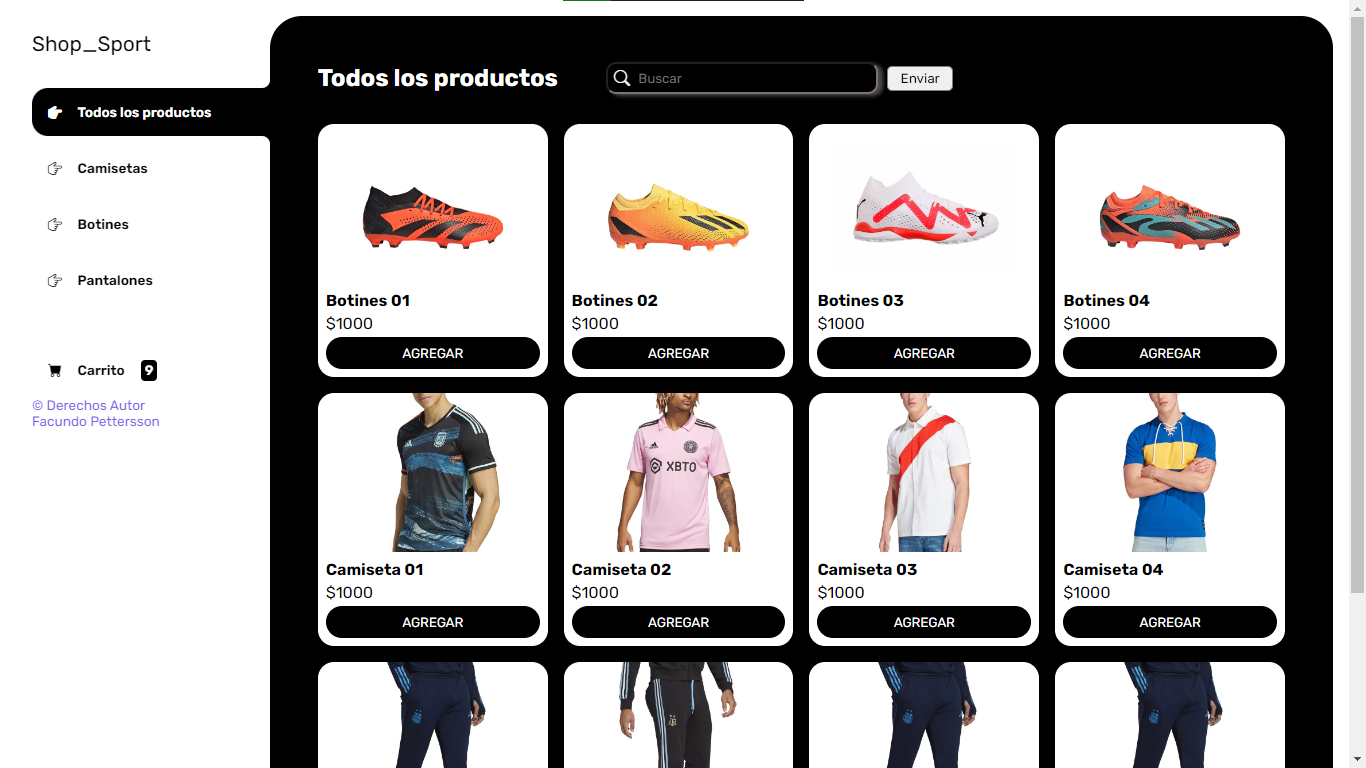 Shop_Sport
Todos los productos
Camisetas
Botines
Pantalones
Carrito 9
© Derechos Autor
Facundo Pettersson
Todos los productos
Buscar
Enviar
Botines 01
$1000
AGREGAR
Botines 02
$1000
AGREGAR
Botines 03
$1000
AGREGAR
Botines 04
$1000
AGREGAR
XBTO
Camiseta 01
$1000
AGREGAR
Camiseta 02
$1000
AGREGAR
Camiseta 03
$1000
AGREGAR
Camiseta 04
$1000
AGREGAR